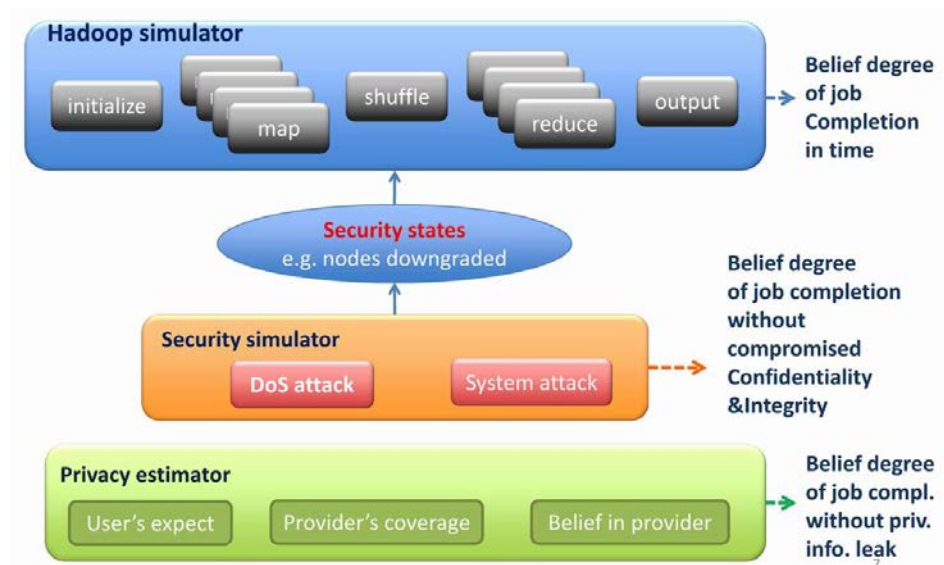 Hadoop simulator
initialize
map
shuffle
reduce
output
Belief degree
of job
Completion
in time
Security states
e.g. nodes downgraded
Security simulator
DoS attack
System attack
Belief degree
of job completion
without
compromised
Confidentiality
&Integrity
Privacy estimator
User's expect
Provider's coverage
Belief in provider
Belief degree
of job compl.
without priv.
info. leak
7